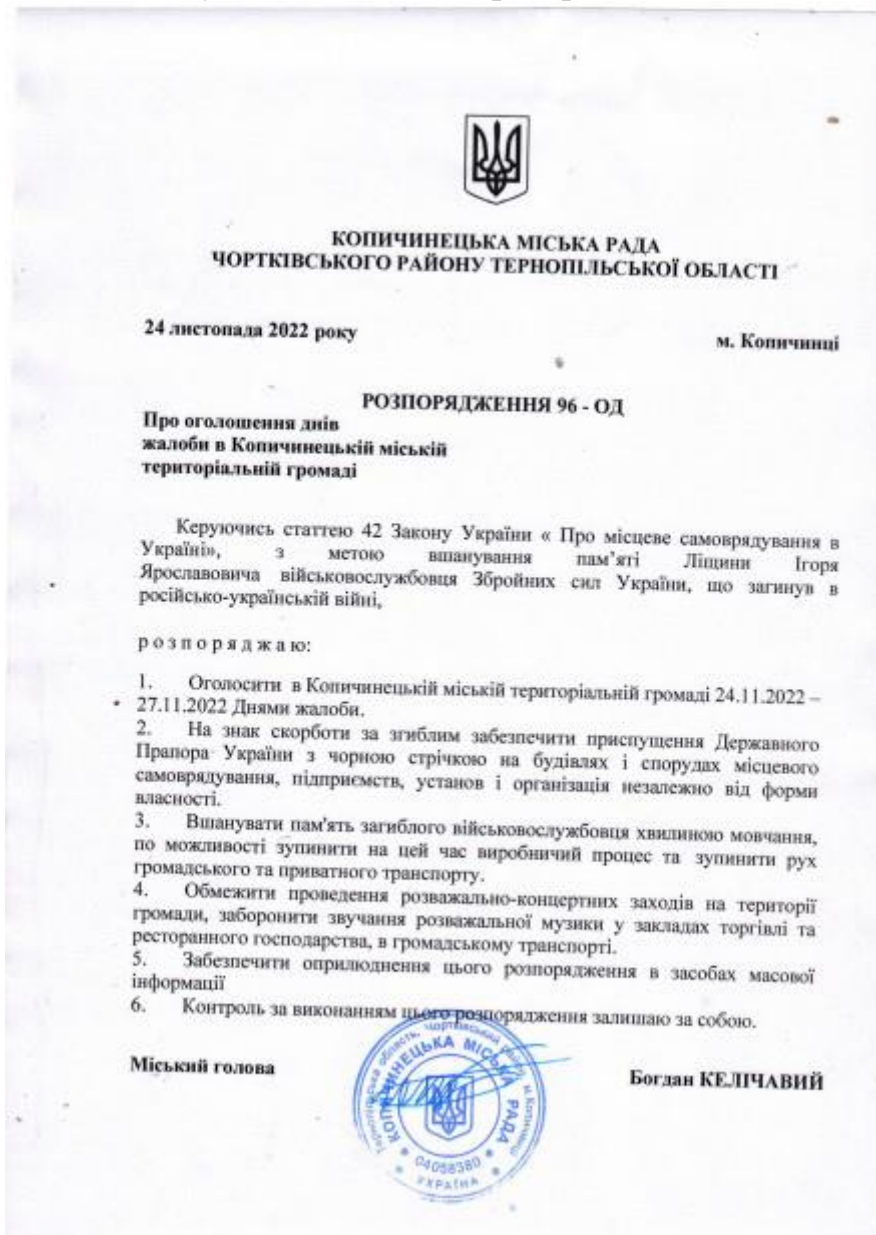 КОПИЧИНЕЦЬКА МІСЬКА РАДА
ЧОРТКІВСЬКОГО РАЙОНУ ТЕРНОПІЛЬСЬКОЇ ОБЛАСТІ
24 листопада 2022 року м. Копичинці
РОЗПОРЯДЖЕННЯ 96 - ОД
Про оголошення днів
жалоби в Копичинецькій міській
територіальній громаді
Керуючись статтею 42 Закону України « Про місцеве самоврядування в
Україні», з метою вшанування пам’яті Ліщини Ігоря
Ярославовича військовослужбовця Збройних сил України, що загинув в
російсько-українській війні,
р о з п о р я д ж а ю:
1. Оголосити в Копичинецькій міській територіальній громаді 24.11.2022 –
27.11.2022 Днями жалоби.
2. На знак скорботи за згиблим забезпечити приспущення Державного
Прапора України з чорною стрічкою на будівлях і спорудах місцевого
самоврядування, підприємств, установ і організація незалежно від форми
власності.
3. Вшанувати пам'ять загиблого військовослужбовця хвилиною мовчання,
по можливості зупинити на цей час виробничий процес та зупинити рух
громадського та приватного транспорту.
4. Обмежити проведення розважально-концертних заходів на території
громади, заборонити звучання розважальної музики у закладах торгівлі та
ресторанного господарства, в громадському транспорті.
5. Забезпечити оприлюднення цього розпорядження в засобах масової
інформації
6. Контроль за виконанням цього розпорядження залишаю за собою.
Міський голова Богдан КЕЛІЧАВИЙ
Тернопільська область, Чортківський район, м.Копичинці
КОПИЧИНЕЦЬКА МІСЬКА РАДА
04058380
УКРАЇНА